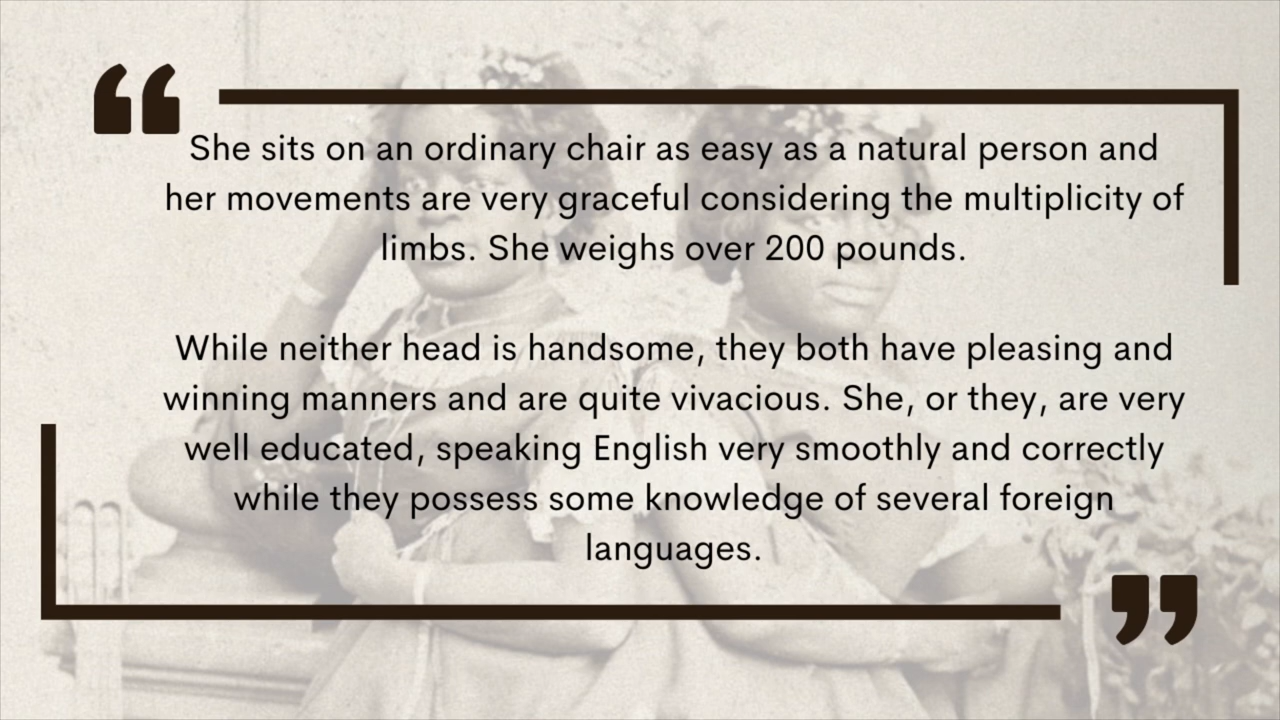 She sits on an ordinary chair as easy as a natural person and
her movements are very graceful considering the multiplicity of
limbs. She weighs over 200 pounds.
While neither head is handsome, they both have pleasing and
winning manners and are quite vivacious. She, or they, are very
well educated, speaking English very smoothly and correctly
while they possess some knowledge of several foreign
languages.